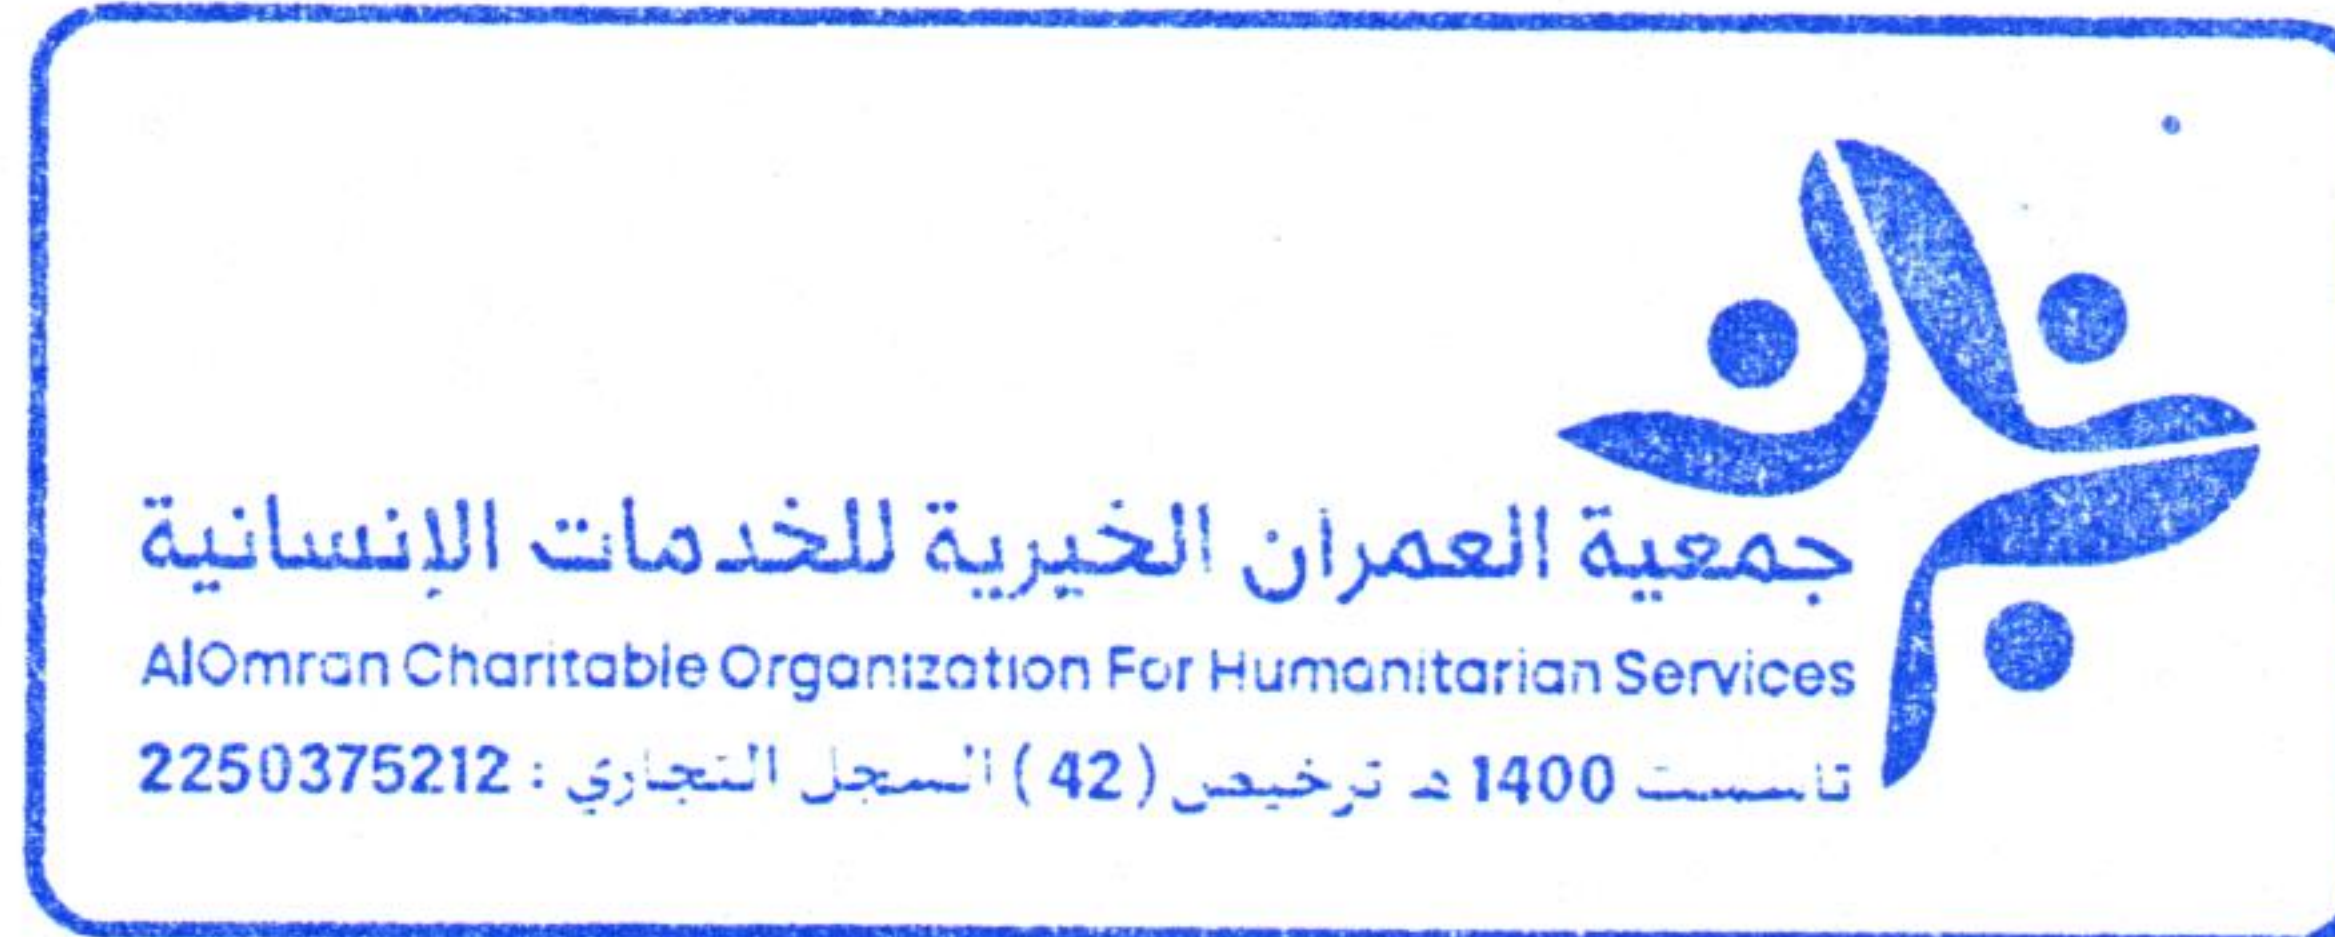 جمعية العمران الخيرية للخدمات الإنسانية
AlOmran Charitable Organization For Humanitarian Services
تأسست 1400 هـ ترخيص (42) السجل التجاري : 2250375212